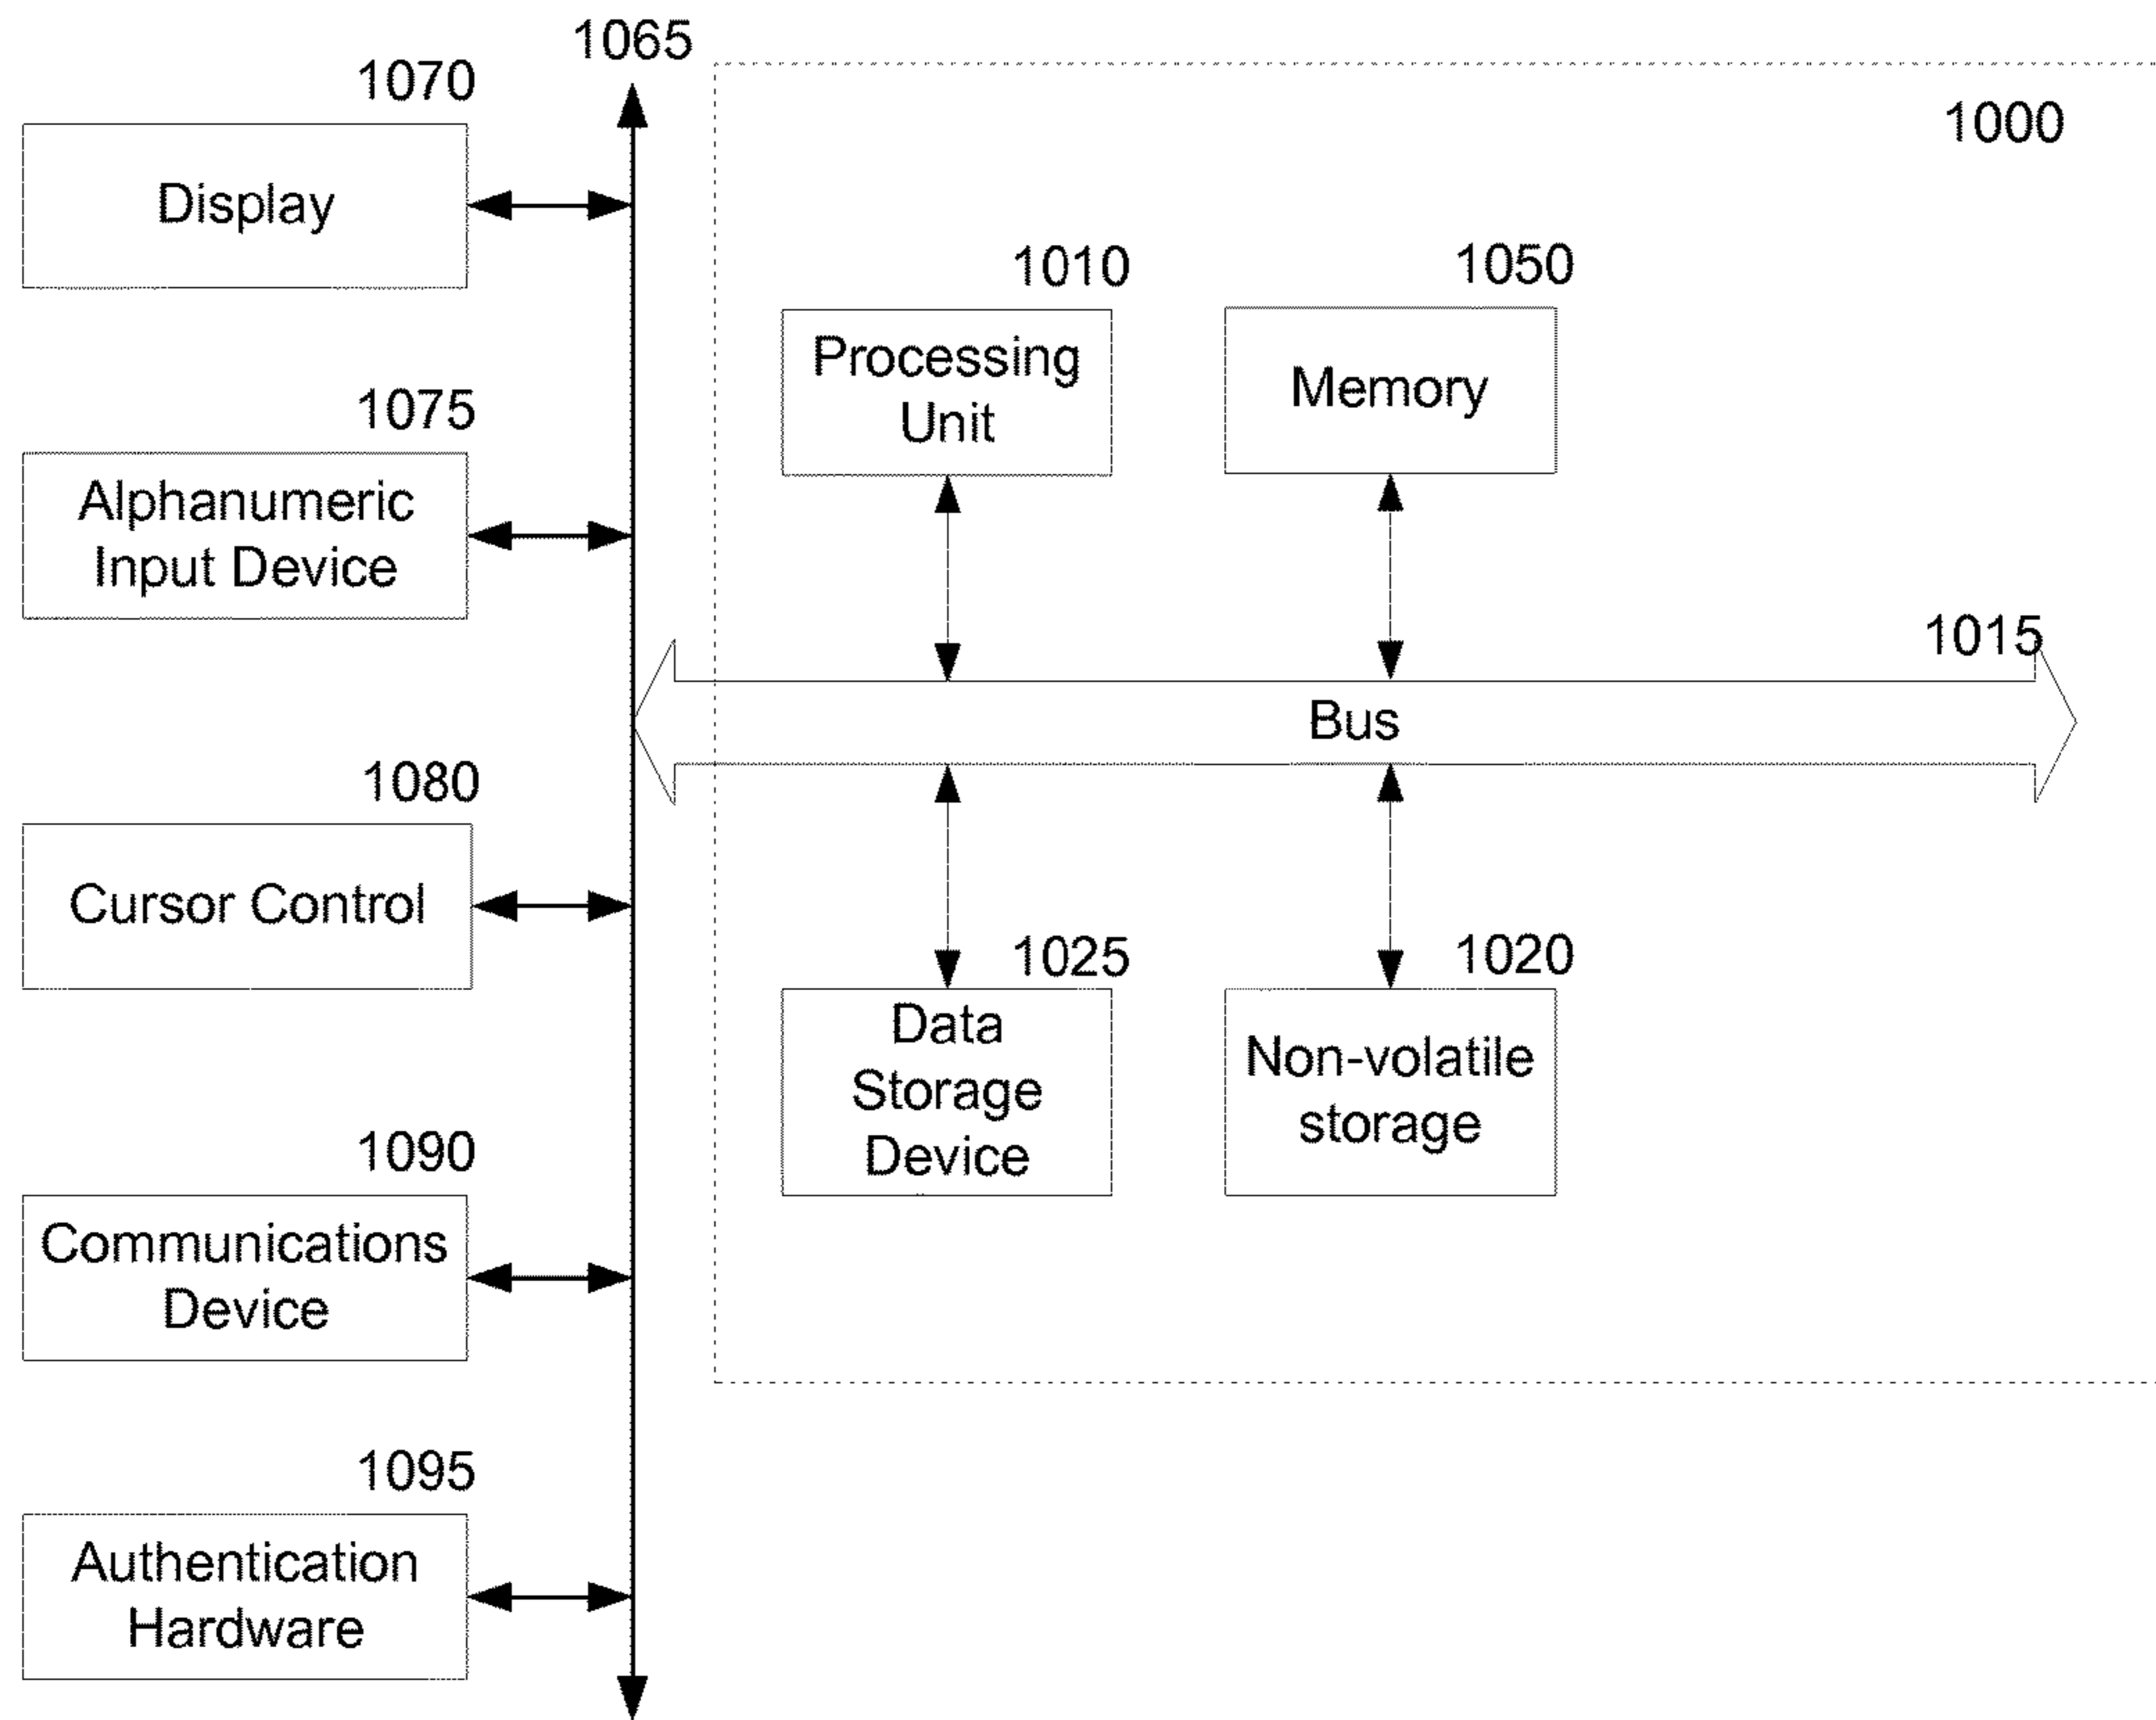 1065
1070
Display
1000
1010
Processing
Unit
1050
Memory
1075
Alphanumeric
Input Device
1015
Bus
1080
Cursor Control
1025
Data
Storage
Device
1020
Non-volatile
storage
1090
Communications
Device
1095
Authentication
Hardware